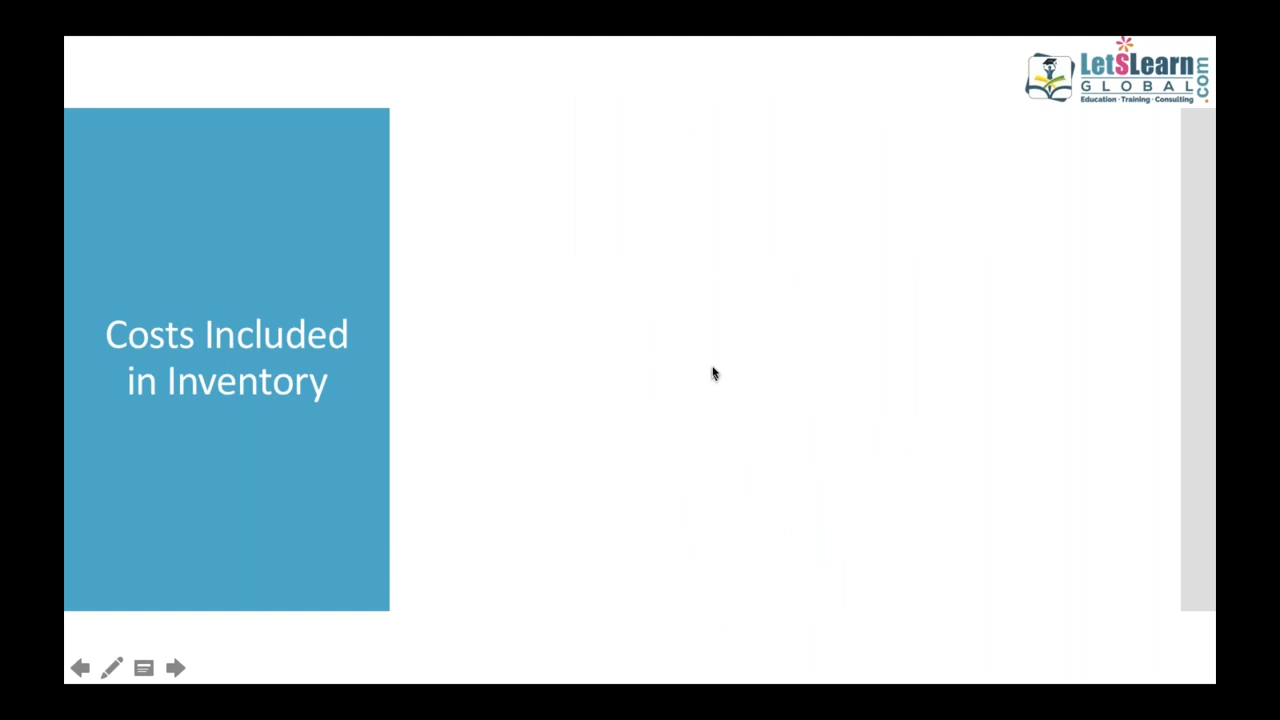 LetSLearn
GLOBAL
.com
Education · Training · Consulting
Costs Included
in Inventory